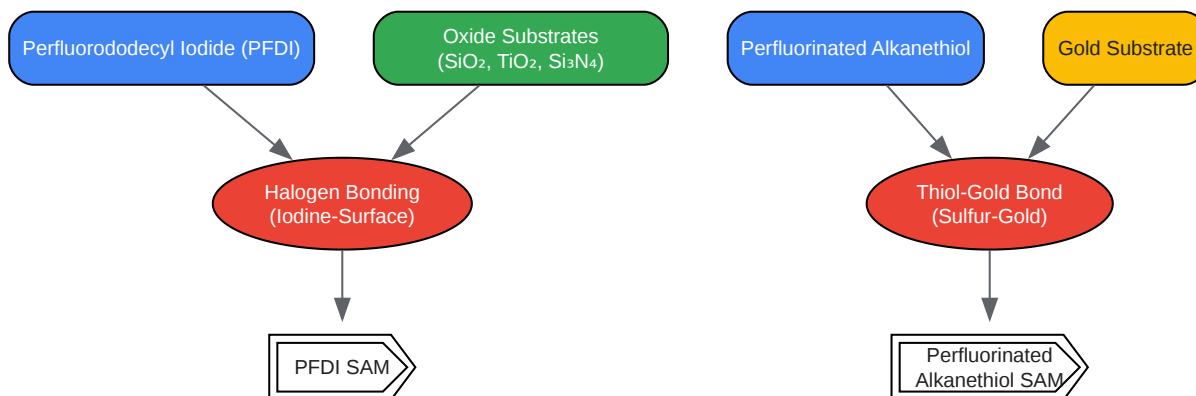 Perfluorododecyl Iodide (PFDI)
Oxide Substrates
(SiO₂, TiO₂, Si₃N₄)
Perfluorinated Alkanethiol
Gold Substrate
Halogen Bonding
(Iodine-Surface)
Thiol-Gold Bond
(Sulfur-Gold)
PFDI SAM
Perfluorinated
Alkanethiol SAM